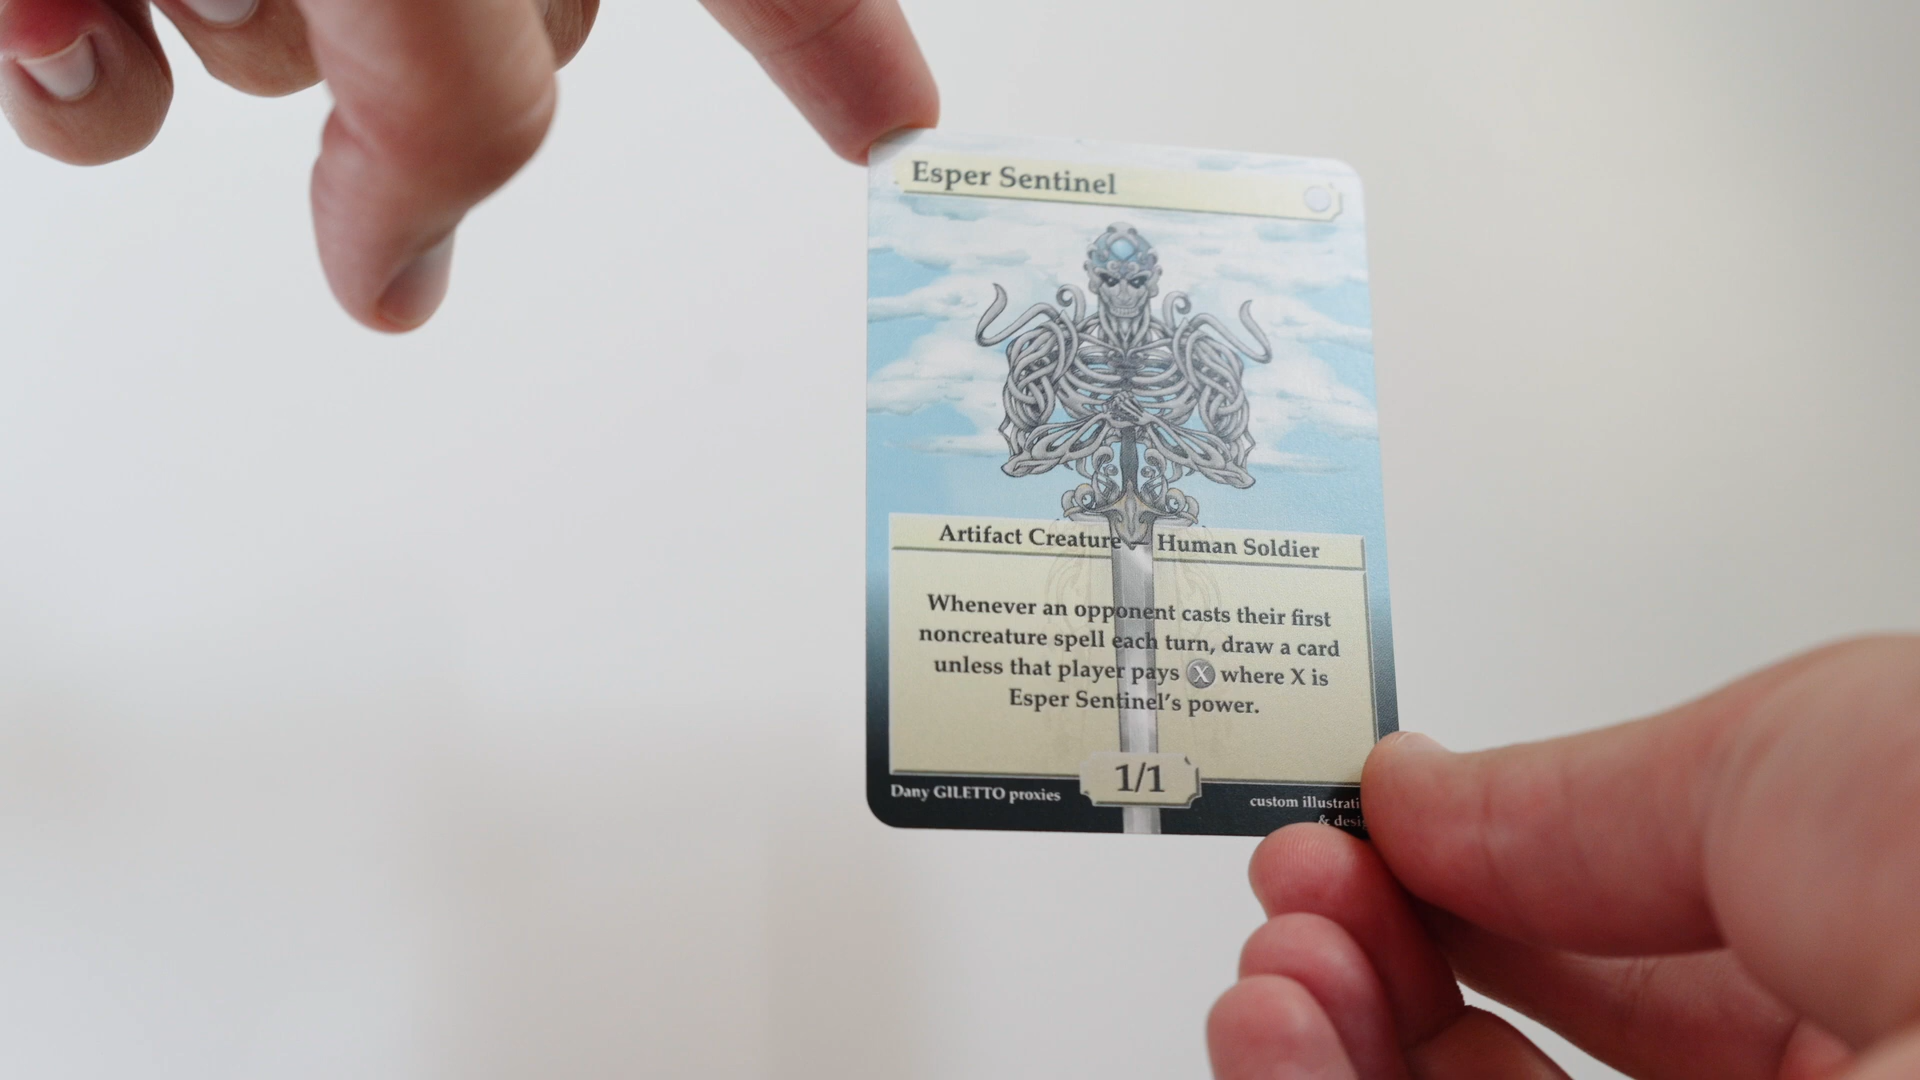 Esper Sentinel
Artifact Creature — Human Soldier
Whenever an opponent casts their first
noncreature spell each turn, draw a card
unless that player pays X where X is
Esper Sentinel's power.
1/1
Dany GILETTO proxies
custom illustrati
& desig